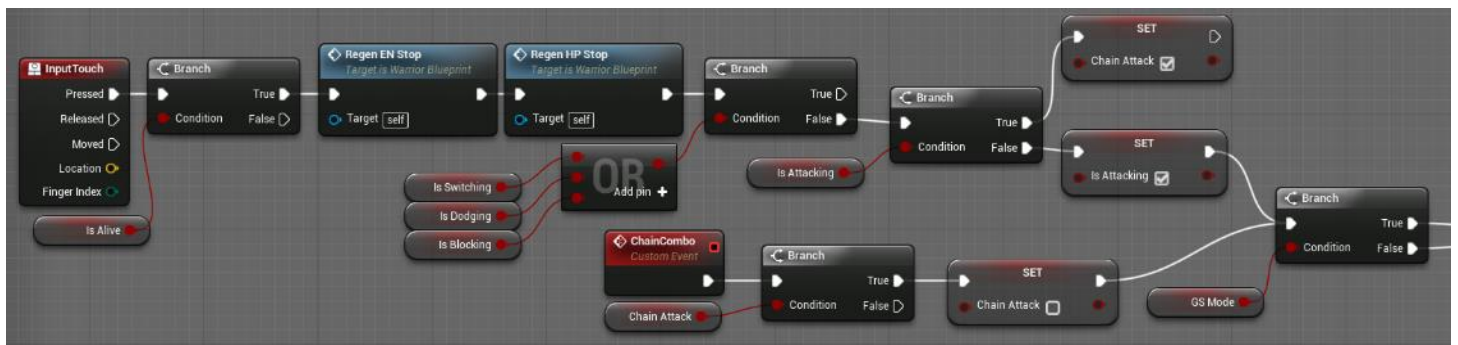 InputTouch
Pressed
Released
Moved
Location
Finger Index
Is Alive
Branch
True
Condition
False
Regen EN Stop
Target is Warrior Blueprint
Target self
Regen HP Stop
Target is Warrior Blueprint
Target self
Is Switching
Is Dodging
Is Blocking
OR
Add pin +
Branch
True
Condition
False
Is Attacking
Branch
True
Condition
False
SET
Chain Attack
SET
Is Attacking
ChainCombo
Custom Event
Chain Attack
Branch
True
Condition
False
SET
Chain Attack
GS Mode
Branch
True
Condition
False